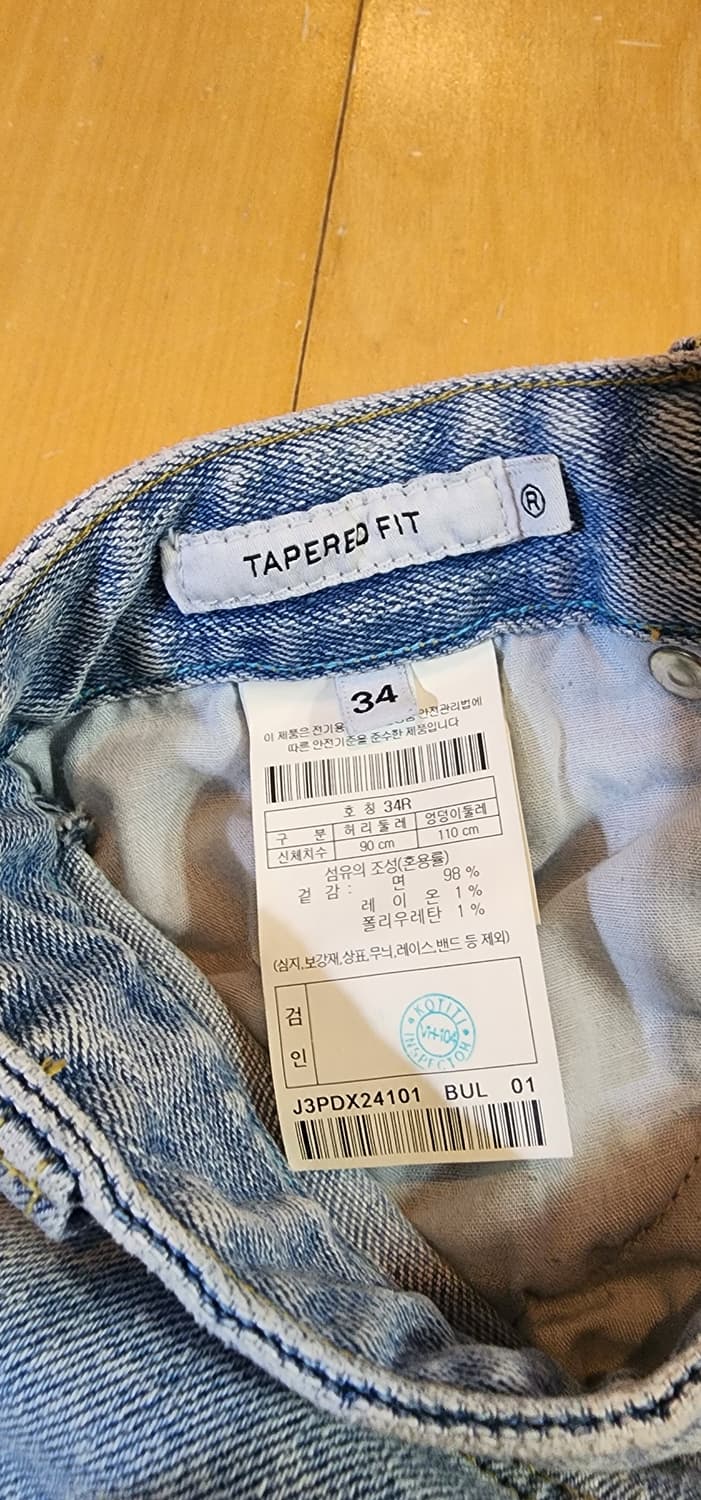 TAPERED FIT ®
34
이 제품은 전기용 안전관리법에
따른 안전기준을 준수한 제품입니다
호 칭 34R
구 분 허리둘레 엉덩이둘레
신체치수 90 cm 110 cm
섬유의 조성(혼용률)
겉 감 : 면 98 %
레 이 온 1 %
폴리우레탄 1 %
(심지,보강재,상표,무늬,레이스,밴드 등 제외)
검
인
KOTITI
INSPECTOR
J3PDX24101 BUL 01